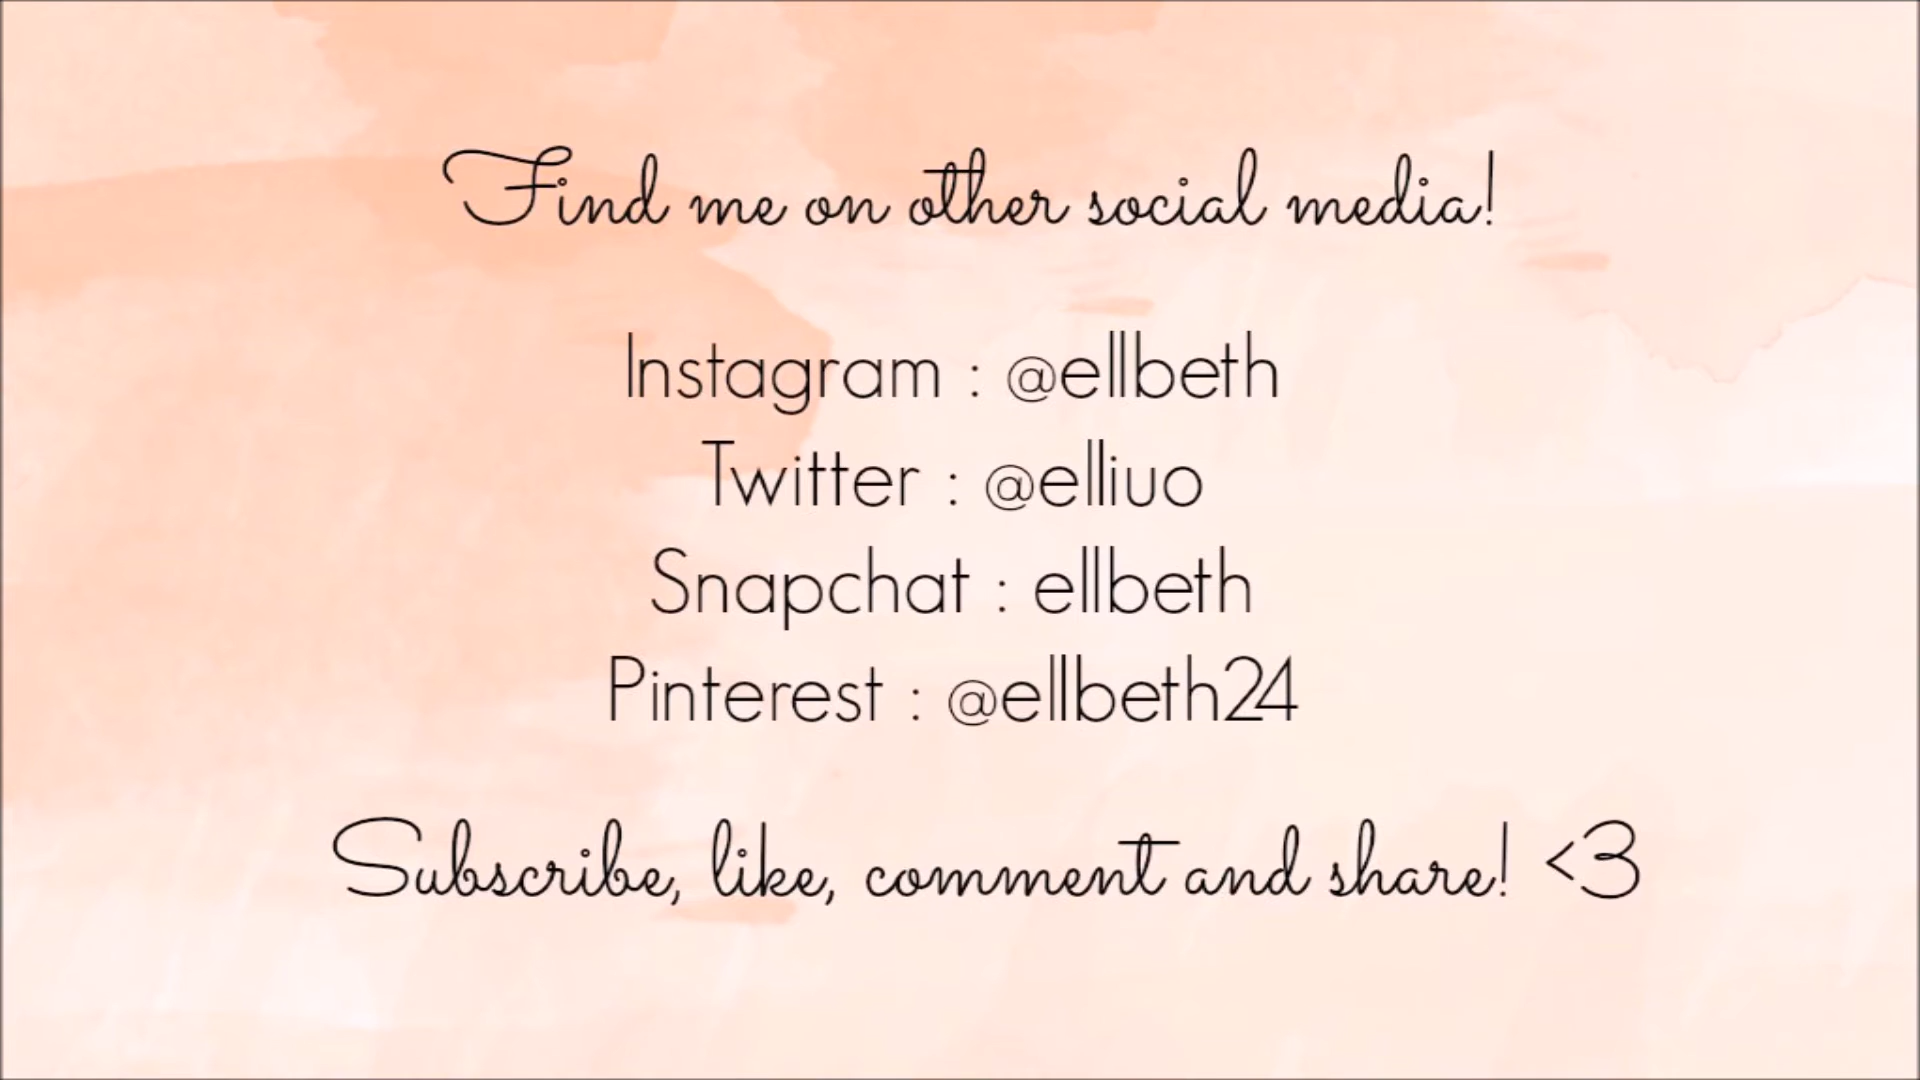 Find me on other social media!
Instagram : @ellbeth
Twitter : @elliuo
Snapchat : ellbeth
Pinterest : @ellbeth24
Subscribe, like, comment and share! <3